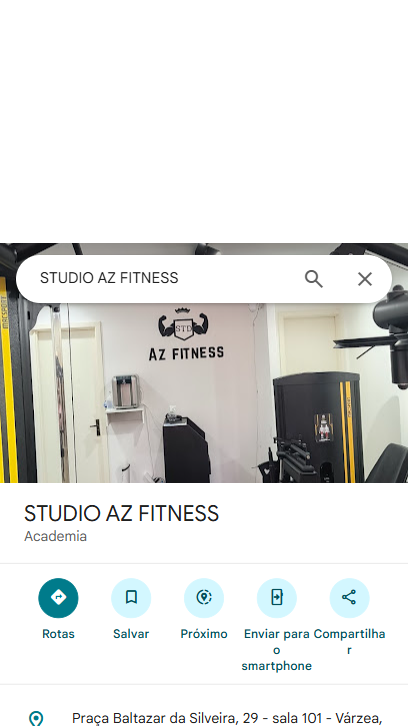 STUDIO AZ FITNESS
STD
AZ FITNESS
STUDIO AZ FITNESS
Academia
Rotas
Salvar
Próximo
Enviar para o smartphone
Compartilhar
Praça Baltazar da Silveira, 29 - sala 101 - Várzea,